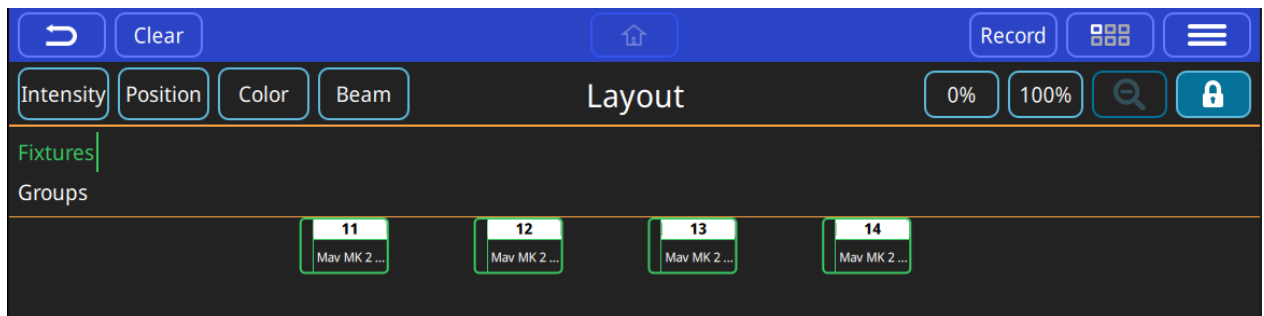 Clear Record
Intensity Position Color Beam Layout 0% 100%
Fixtures
Groups
11 12 13 14
Mav MK 2 ... Mav MK 2 ... Mav MK 2 ... Mav MK 2 ...